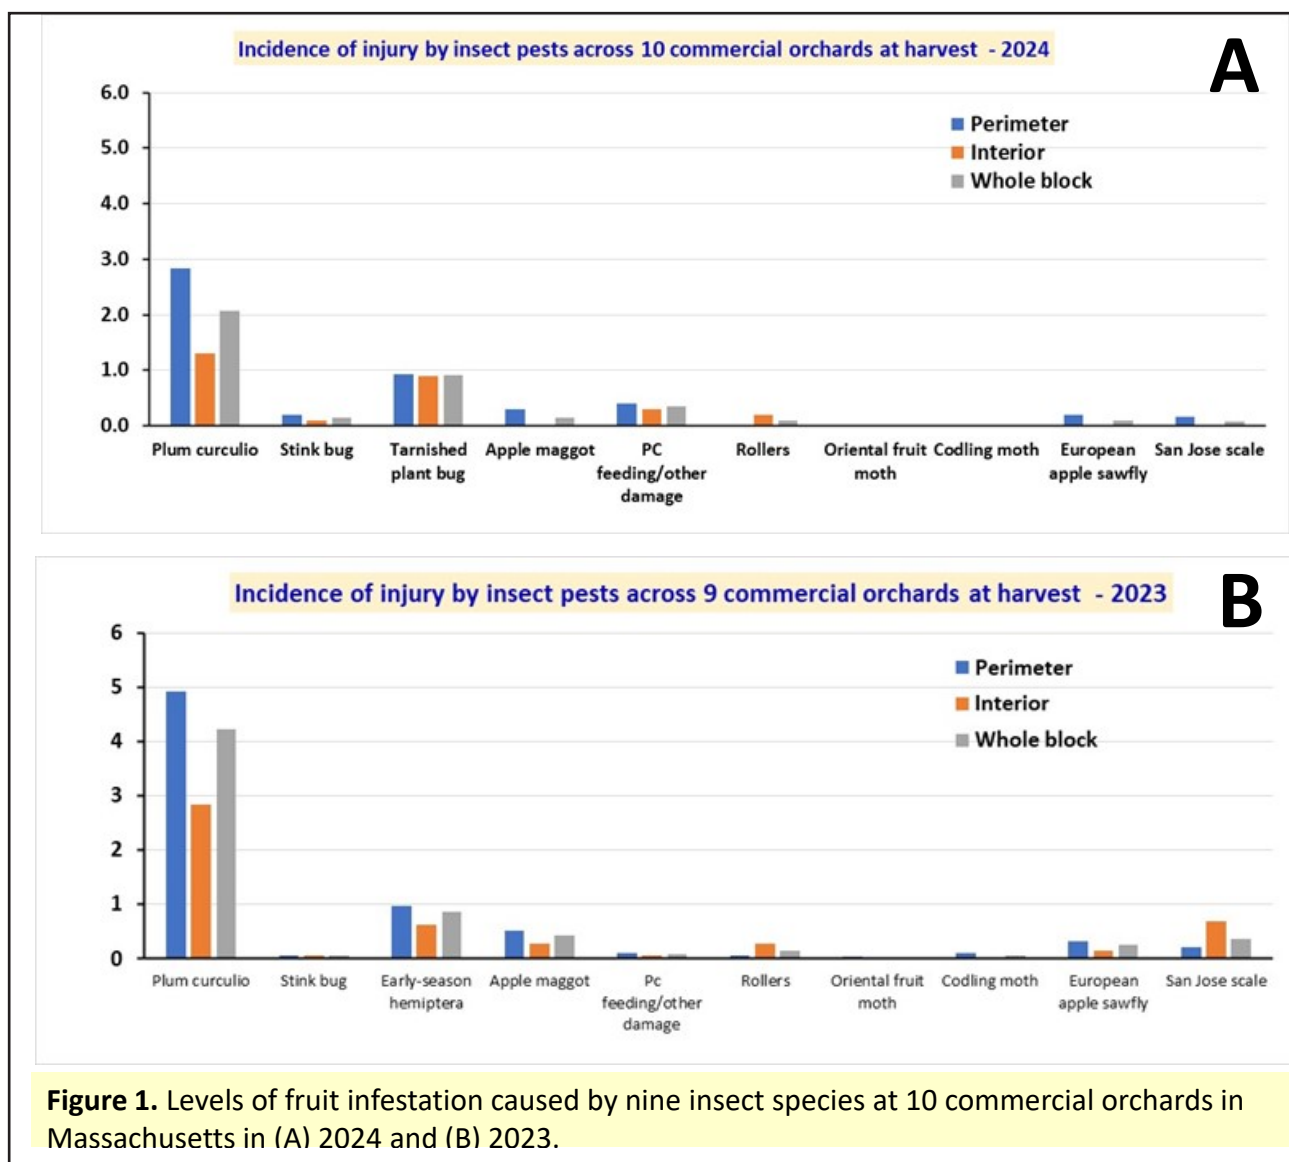 Incidence of injury by insect pests across 10 commercial orchards at harvest - 2024
A
6.0
5.0
4.0
3.0
2.0
1.0
0.0
Perimeter
Interior
Whole block
Plum curculio
Stink bug
Tarnished
plant bug
Apple maggot
PC
feeding/other
damage
Rollers
Oriental fruit
moth
Codling moth
European
apple sawfly
San Jose scale
Incidence of injury by insect pests across 9 commercial orchards at harvest - 2023
B
6
5
4
3
2
1
0
Perimeter
Interior
Whole block
Plum curculio
Stink bug
Early-season
hemiptera
Apple maggot
Pc
feeding/other
damage
Rollers
Oriental fruit
moth
Codling moth
European
apple sawfly
San Jose scale
Figure 1. Levels of fruit infestation caused by nine insect species at 10 commercial orchards in
Massachusetts in (A) 2024 and (B) 2023.